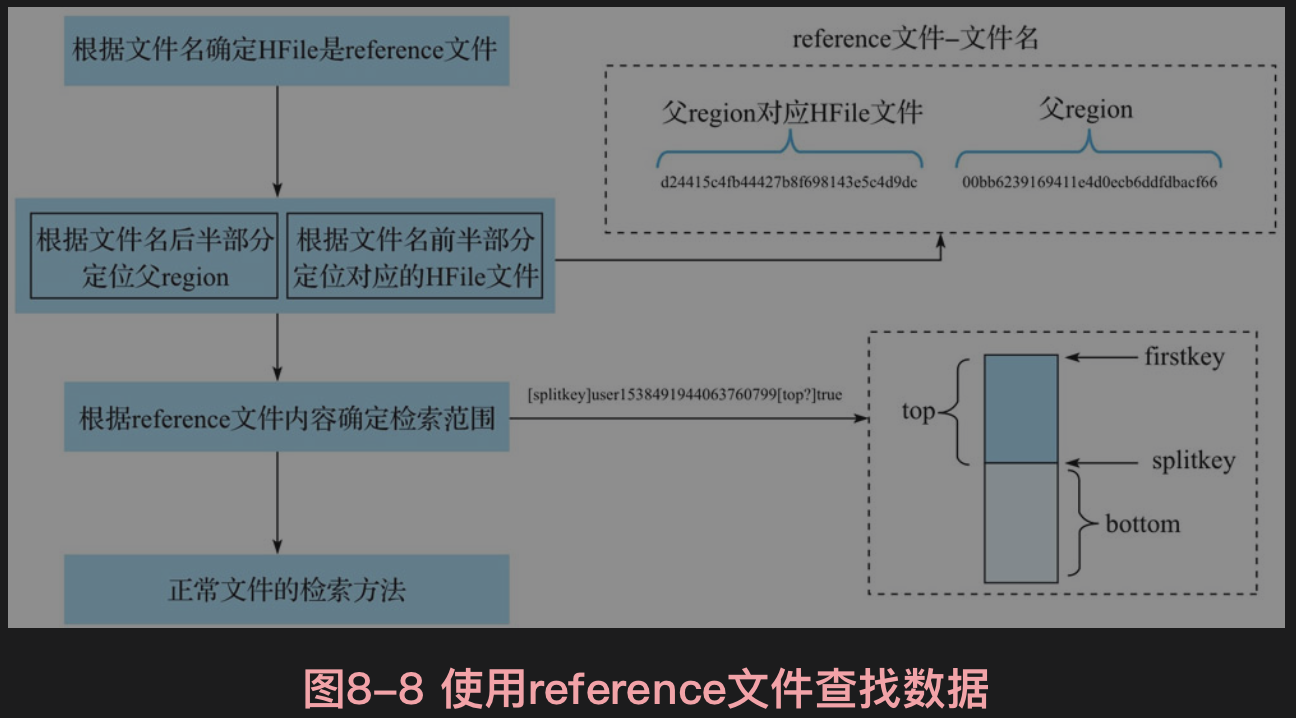 根据文件名确定HFile是reference文件
reference文件–文件名
父region对应HFile文件
父region
d24415c4fb44427b8f698143e5c4d9dc
00bb6239169411e4d0ecb6ddfdbacf66
根据文件名后半部分
定位父region
根据文件名前半部分
定位对应的HFile文件
根据reference文件内容确定检索范围
[splitkey]user1538491944063760799[top?]true
firstkey
top
splitkey
bottom
正常文件的检索方法
图8–8 使用reference文件查找数据